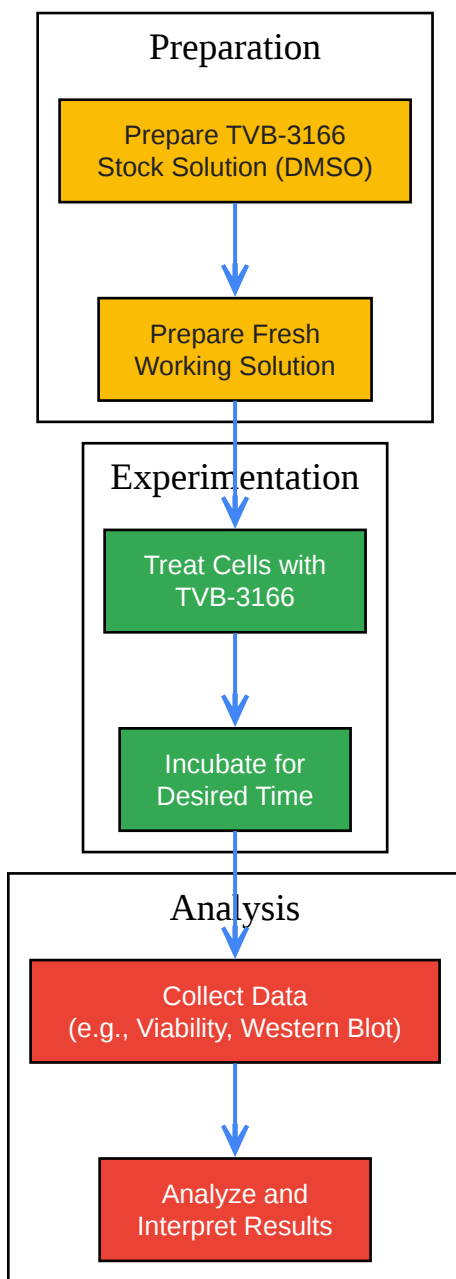 Preparation
Prepare TVB-3166
Stock Solution (DMSO)
Prepare Fresh
Working Solution
Experimentation
Treat Cells with
TVB-3166
Incubate for
Desired Time
Analysis
Collect Data
(e.g., Viability, Western Blot)
Analyze and
Interpret Results